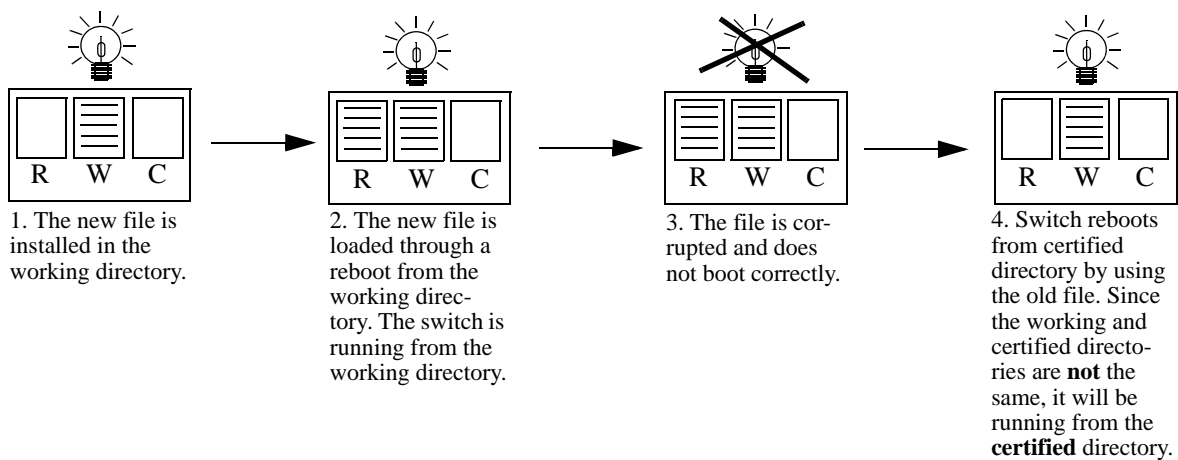 R W C
1. The new file is
installed in the
working directory.
R W C
2. The new file is
loaded through a
reboot from the
working direc-
tory. The switch is
running from the
working directory.
R W C
3. The file is cor-
rupted and does
not boot correctly.
R W C
4. Switch reboots
from certified
directory by using
the old file. Since
the working and
certified directo-
ries are not the
same, it will be
running from the
certified directory.